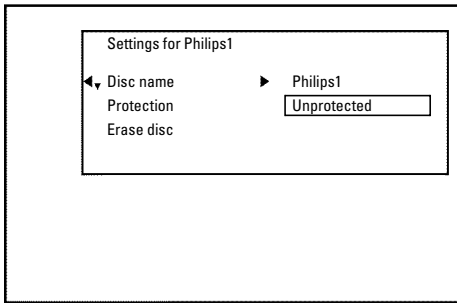 Settings for Philips1
Disc name Philips1
Protection Unprotected
Erase disc